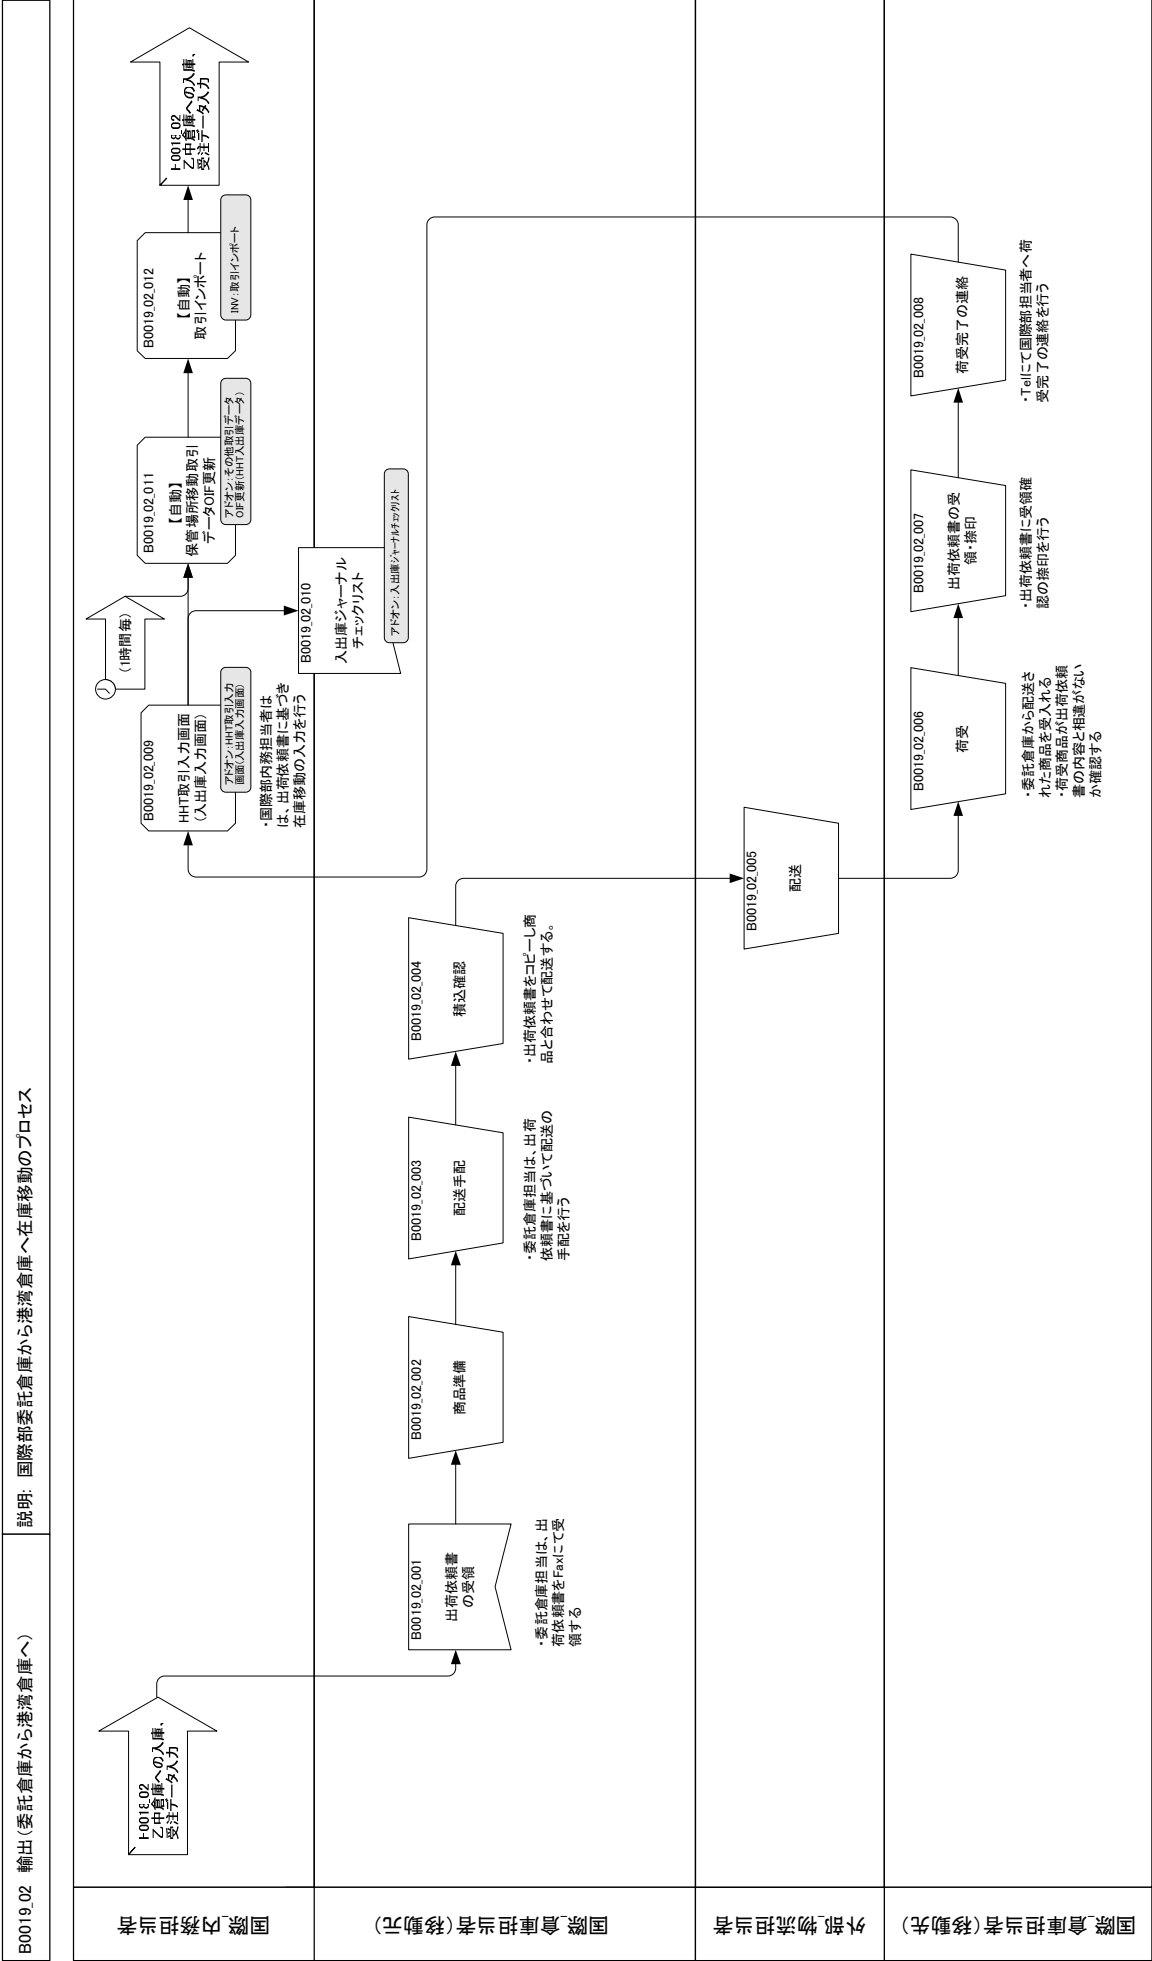 B0019_02 輸出(委託倉庫から港湾倉庫へ)
説明: 国際部委託倉庫から港湾倉庫へ在庫移動のプロセス
国際_内務担当者
乙中倉庫への入庫、
受注データ入力
B0019_02_009
HHT取引入力画面
(入出庫入力画面)
アドオン:HHT取引入力
画面(入出庫入力画面)
・国際部内務担当者は
は、出荷依頼書に基づき
在庫移動の入力を行う
(1時間毎)
B0019_02_011
【自動】
保管場所移動取引
データOIF更新
アドオン:その他取引データ
OIF更新(HHT入出庫データ)
B0019_02_012
【自動】
取引インポート
INV:取引インポート
乙中倉庫への入庫、
受注データ入力
国際_倉庫担当者(移動元)
B0019_02_001
出荷依頼書
の受領
・委託倉庫担当は、出
荷依頼書をFaxにて受
領する
B0019_02_002
商品準備
B0019_02_003
配送手配
・委託倉庫担当は、出荷
依頼書に基づいて配送の
手配を行う
B0019_02_004
積込確認
・出荷依頼書をコピーし商
品と合わせて配送する。
B0019_02_010
入出庫ジャーナル
チェックリスト
アドオン:入出庫ジャーナルチェックリスト
外部_物流担当者
B0019_02_005
配送
国際_倉庫担当者(移動先)
B0019_02_006
荷受
・委託倉庫から配送さ
れた商品を受入れる
・荷受商品が出荷依頼
書の内容と相違がない
か確認する
B0019_02_007
出荷依頼書の受
領・捺印
・出荷依頼書に受領確
認の捺印を行う
B0019_02_008
荷受完了の連絡
・Telにて国際部担当者へ荷
受完了の連絡を行う